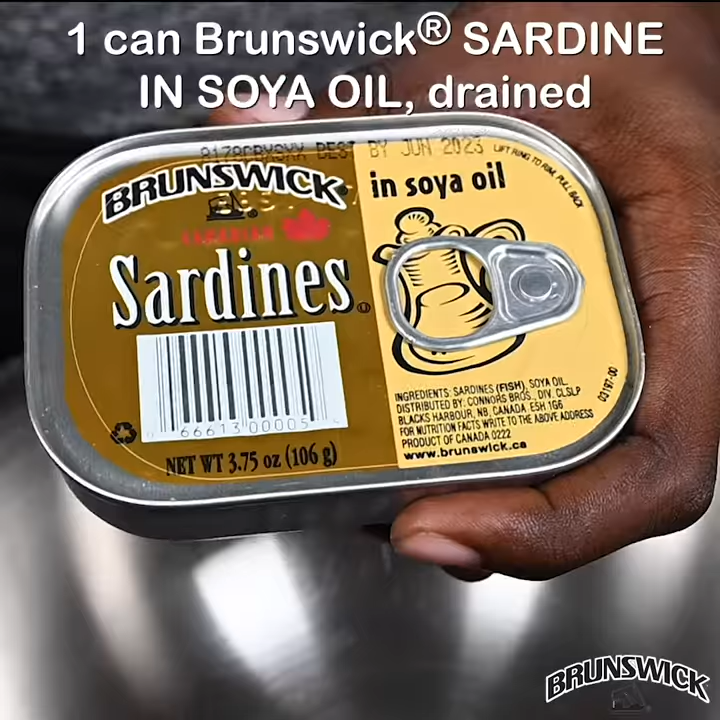 1 can Brunswick® SARDINE
IN SOYA OIL, drained
BEST BY JUN 2023
LIFT RING TO RIM, PULL BACK
BRUNSWICK®
in soya oil
CANADIAN
Sardines
INGREDIENTS: SARDINES (FISH), SOYA OIL.
DISTRIBUTED BY: CONNORS BROS., DIV. CLSLP
BLACKS HARBOUR, NB, CANADA, E5H 1G6
FOR NUTRITION FACTS WRITE TO THE ABOVE ADDRESS
PRODUCT OF CANADA 0222
www.brunswick.ca
03197-00
66613 00005
NET WT 3.75 oz (106 g)
BRUNSWICK